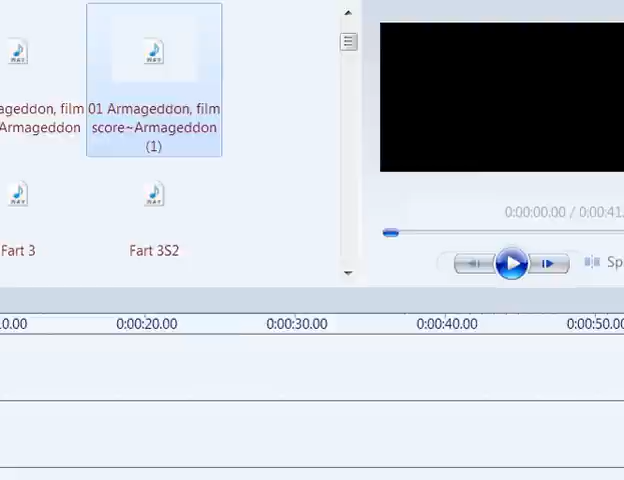 WAV
WAV
ageddon, film
Armageddon
01 Armageddon, film
score~Armageddon
(1)
WAV
WAV
Fart 3
Fart 3S2
0:00:00.00 / 0:00:41.
Sp
.0.00
0:00:20.00
0:00:30.00
0:00:40.00
0:00:50.00